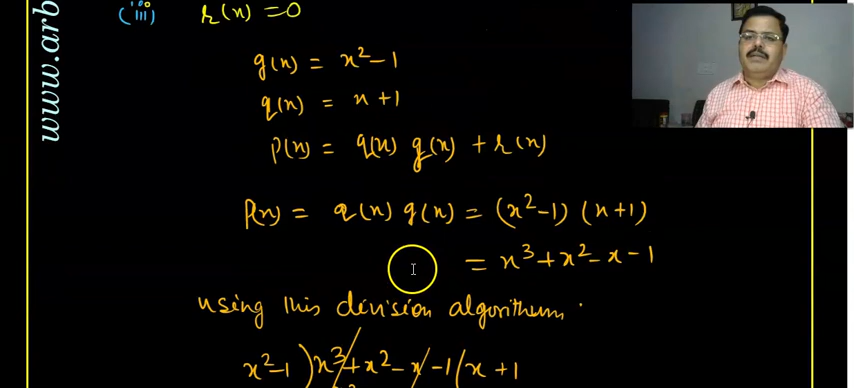 (iii) r(x) = 0
g(x) = x² - 1
q(x) = x + 1
p(x) = q(x) g(x) + r(x)
p(x) = q(x) g(x) = (x² - 1) (x + 1)
= x³ + x² - x - 1
using this division algorithm.
x² - 1 ) x³ + x² - x - 1 ( x + 1
www.arb